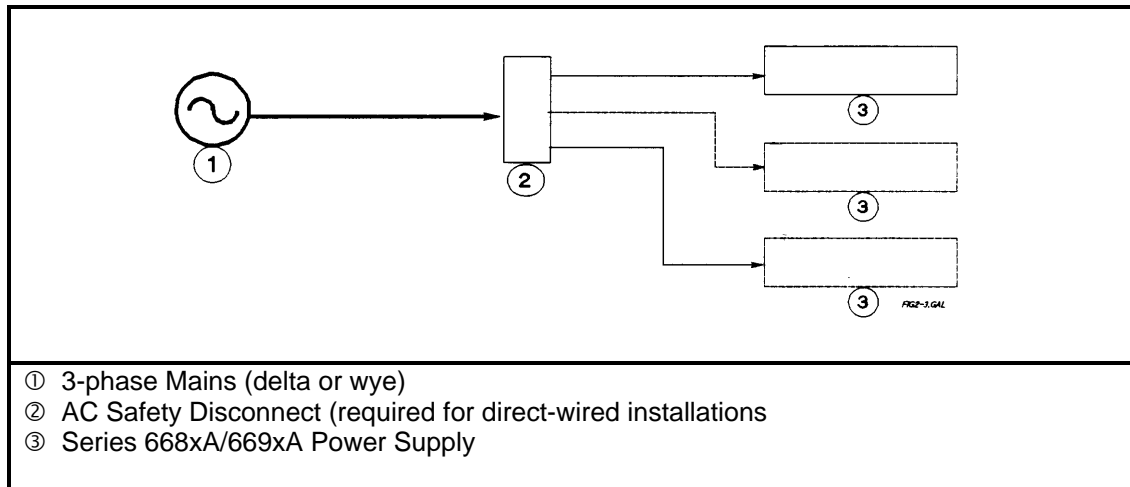 1
2
3
3
3
FIG2-3.GAL
① 3-phase Mains (delta or wye)
② AC Safety Disconnect (required for direct-wired installations
③ Series 668xA/669xA Power Supply